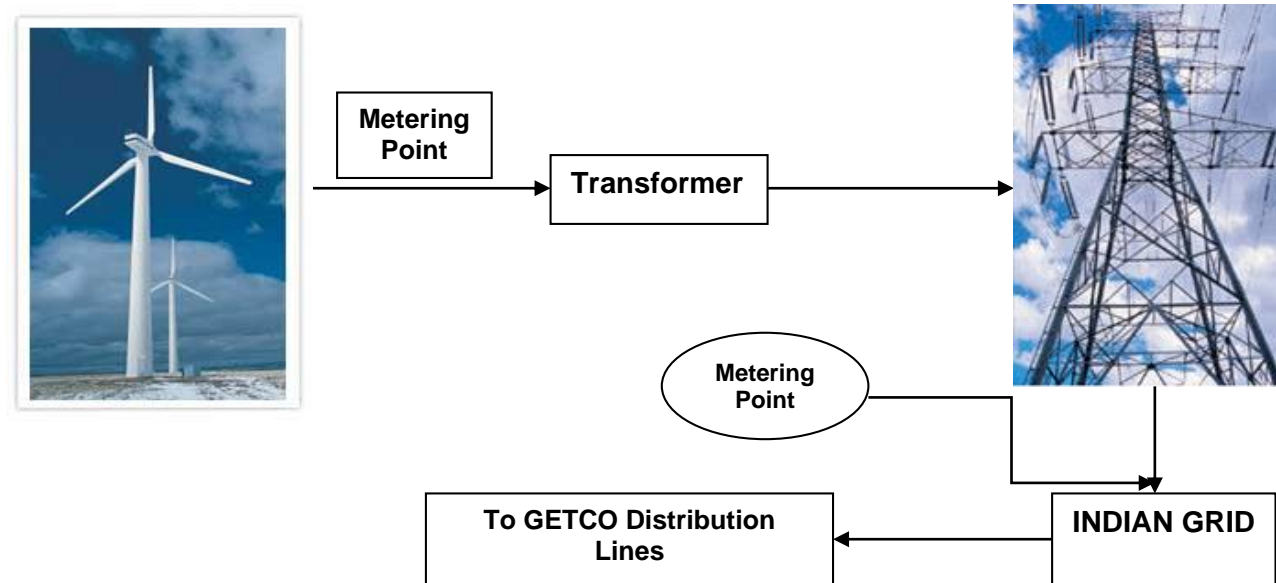 Metering
Point
Transformer
Metering
Point
To GETCO Distribution
Lines
INDIAN GRID